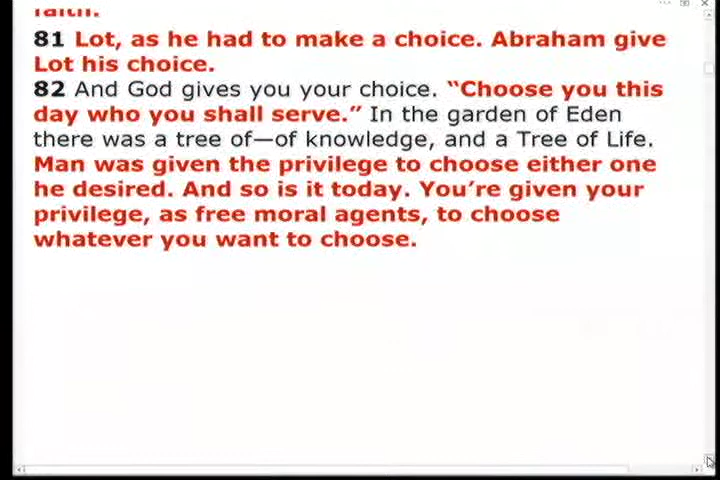 faith.
81 Lot, as he had to make a choice. Abraham give
Lot his choice.
82 And God gives you your choice. “Choose you this
day who you shall serve.” In the garden of Eden
there was a tree of—of knowledge, and a Tree of Life.
Man was given the privilege to choose either one
he desired. And so is it today. You’re given your
privilege, as free moral agents, to choose
whatever you want to choose.